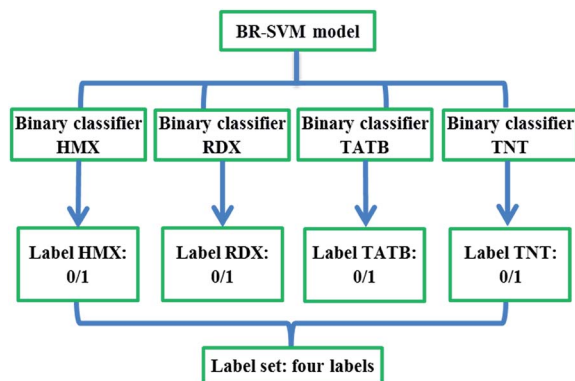 BR-SVM model
Binary classifier
HMX
Binary classifier
RDX
Binary classifier
TATB
Binary classifier
TNT
Label HMX:
0/1
Label RDX:
0/1
Label TATB:
0/1
Label TNT:
0/1
Label set: four labels